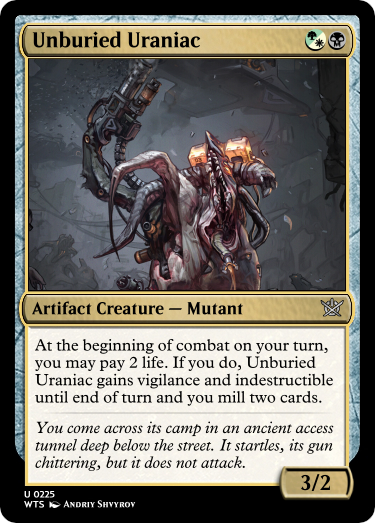 Unburied Uraniac
Artifact Creature — Mutant
At the beginning of combat on your turn,
you may pay 2 life. If you do, Unburied
Uraniac gains vigilance and indestructible
until end of turn and you mill two cards.
You come across its camp in an ancient access
tunnel deep below the street. It startles, its gun
chittering, but it does not attack.
3/2
U 0225
WTS Andriy Shvyrov